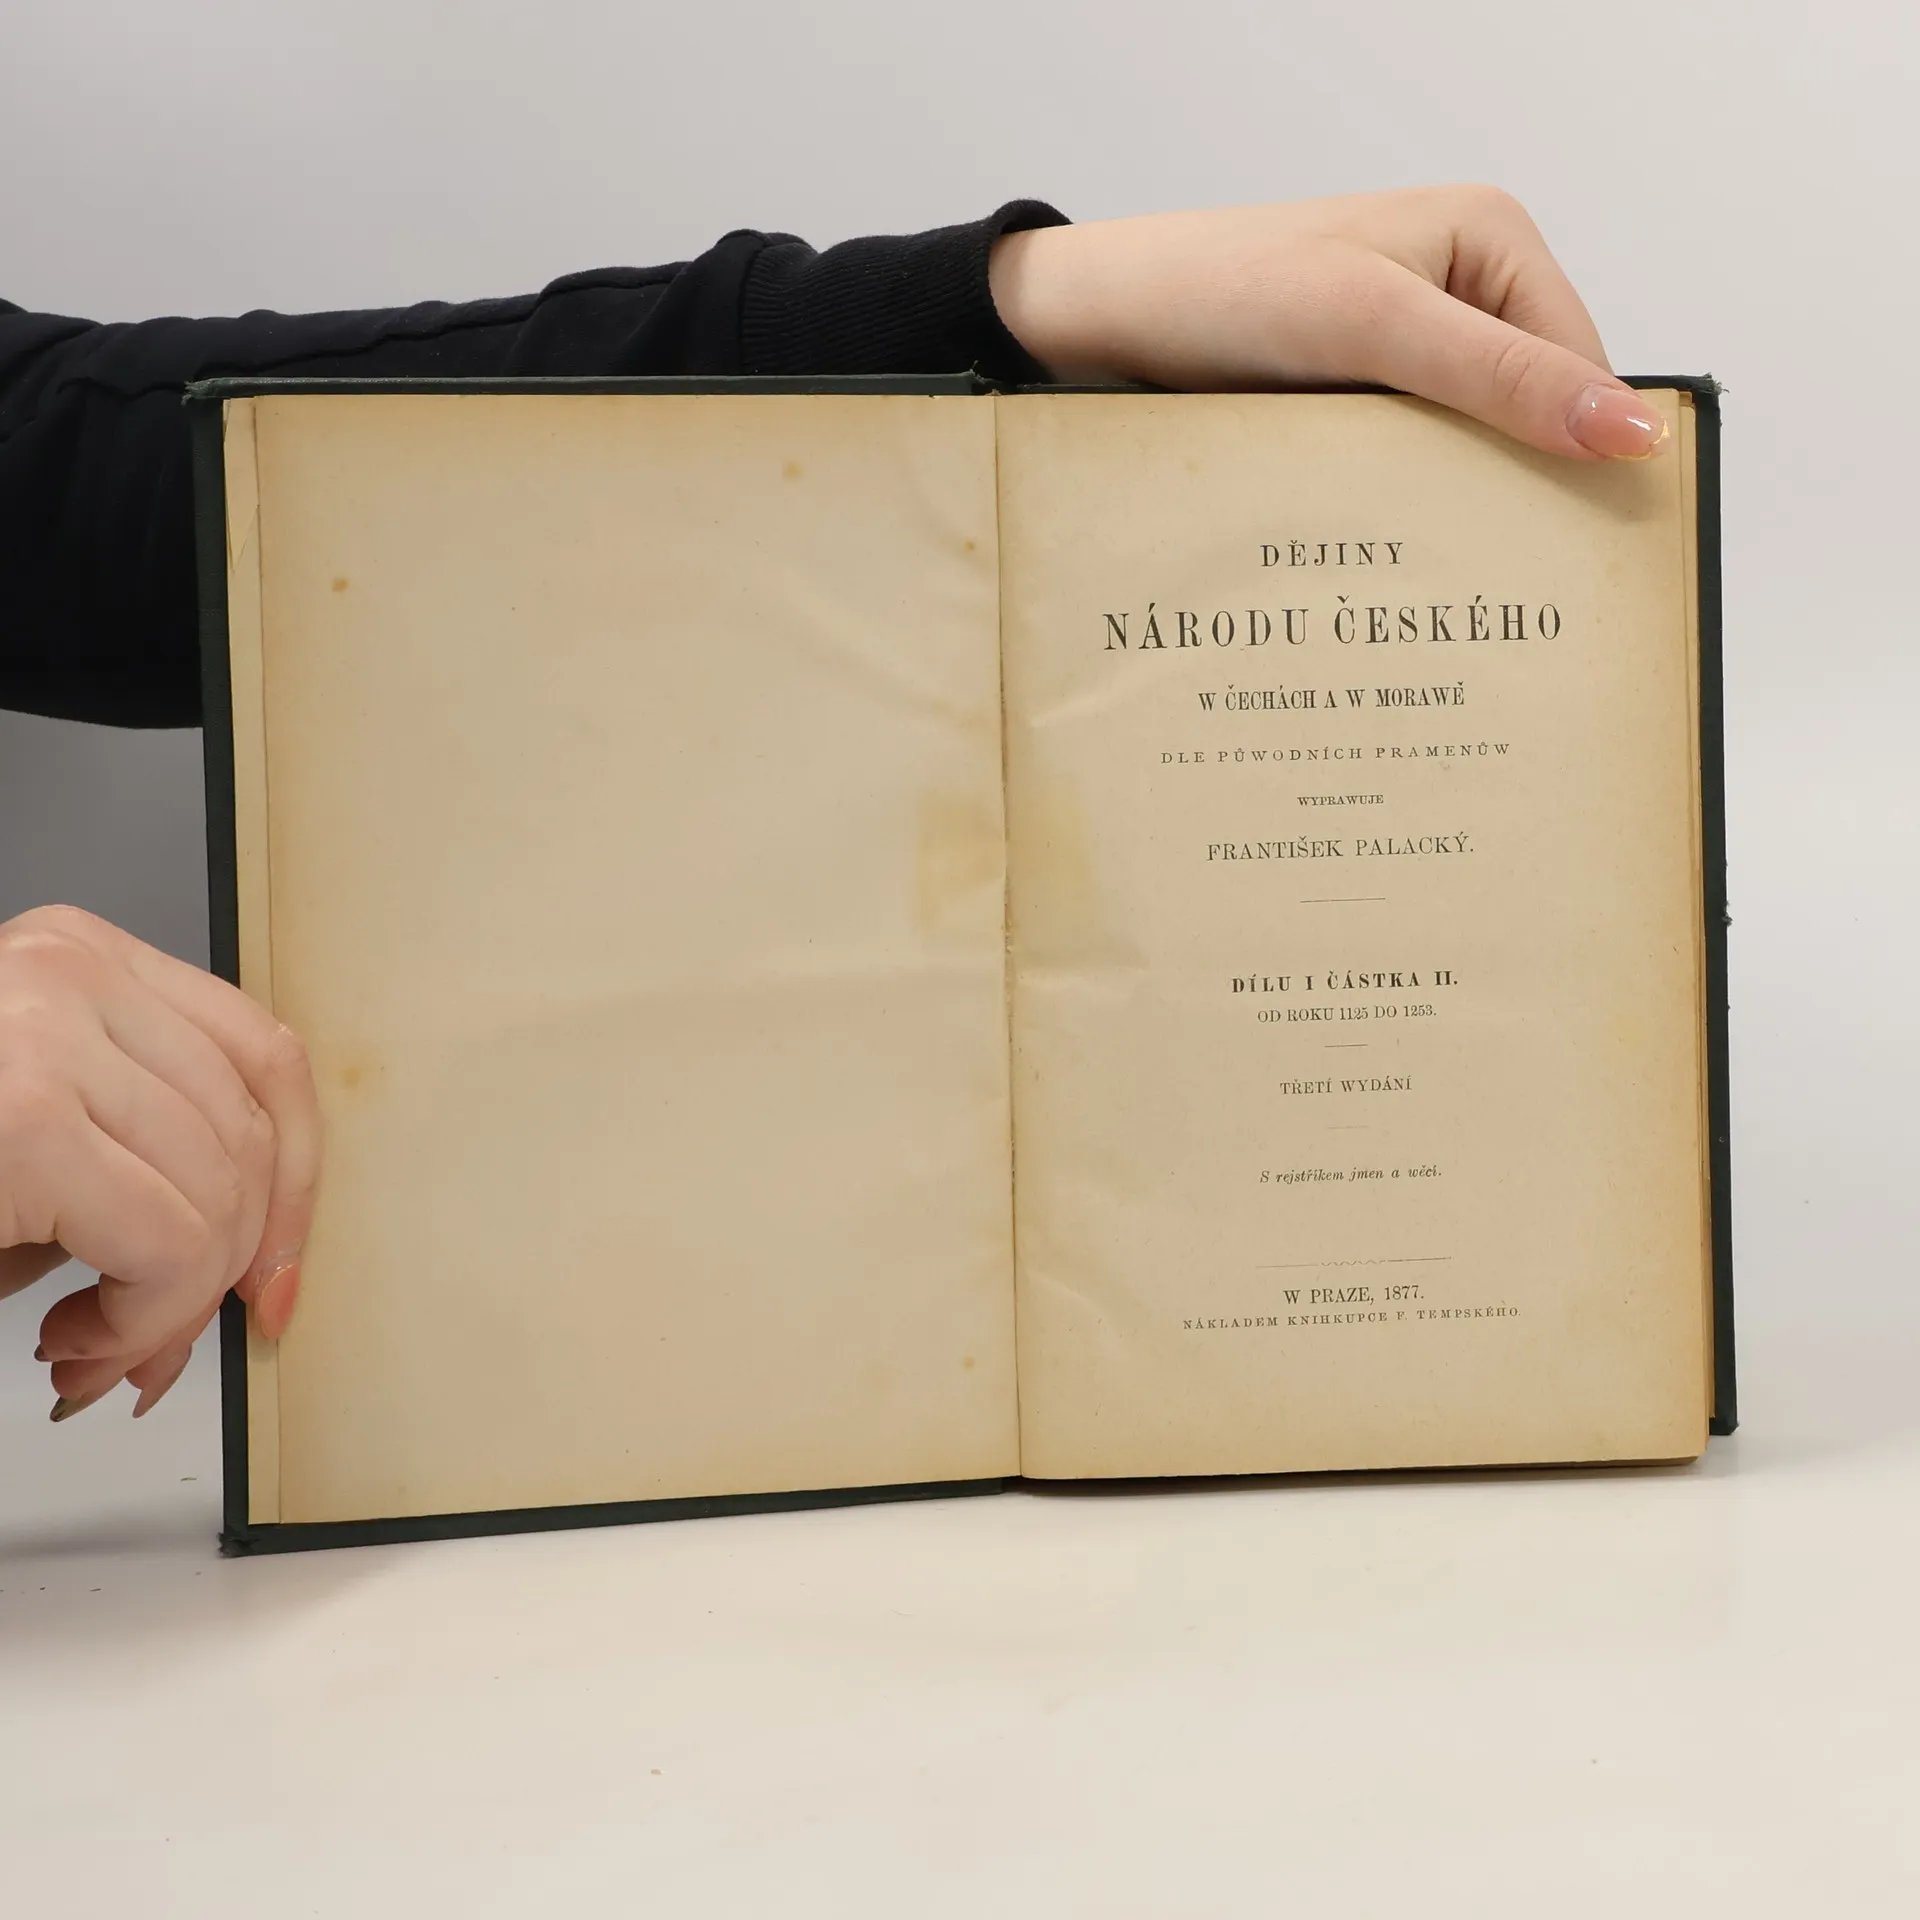 DĚJINY
NÁRODU ČESKÉHO
W ČECHÁCH A W MORAWĚ
DLE PŮWODNÍCH PRAMENŮW
WYPRAWUJE
FRANTIŠEK PALACKÝ.
DÍLU I ČÁSTKA II.
OD ROKU 1125 DO 1253.
TŘETÍ WYDÁNÍ
S rejstříkem jmen a wěcí.
W PRAZE, 1877.
NÁKLADEM KNIHKUPCE F. TEMPSKÉHO.